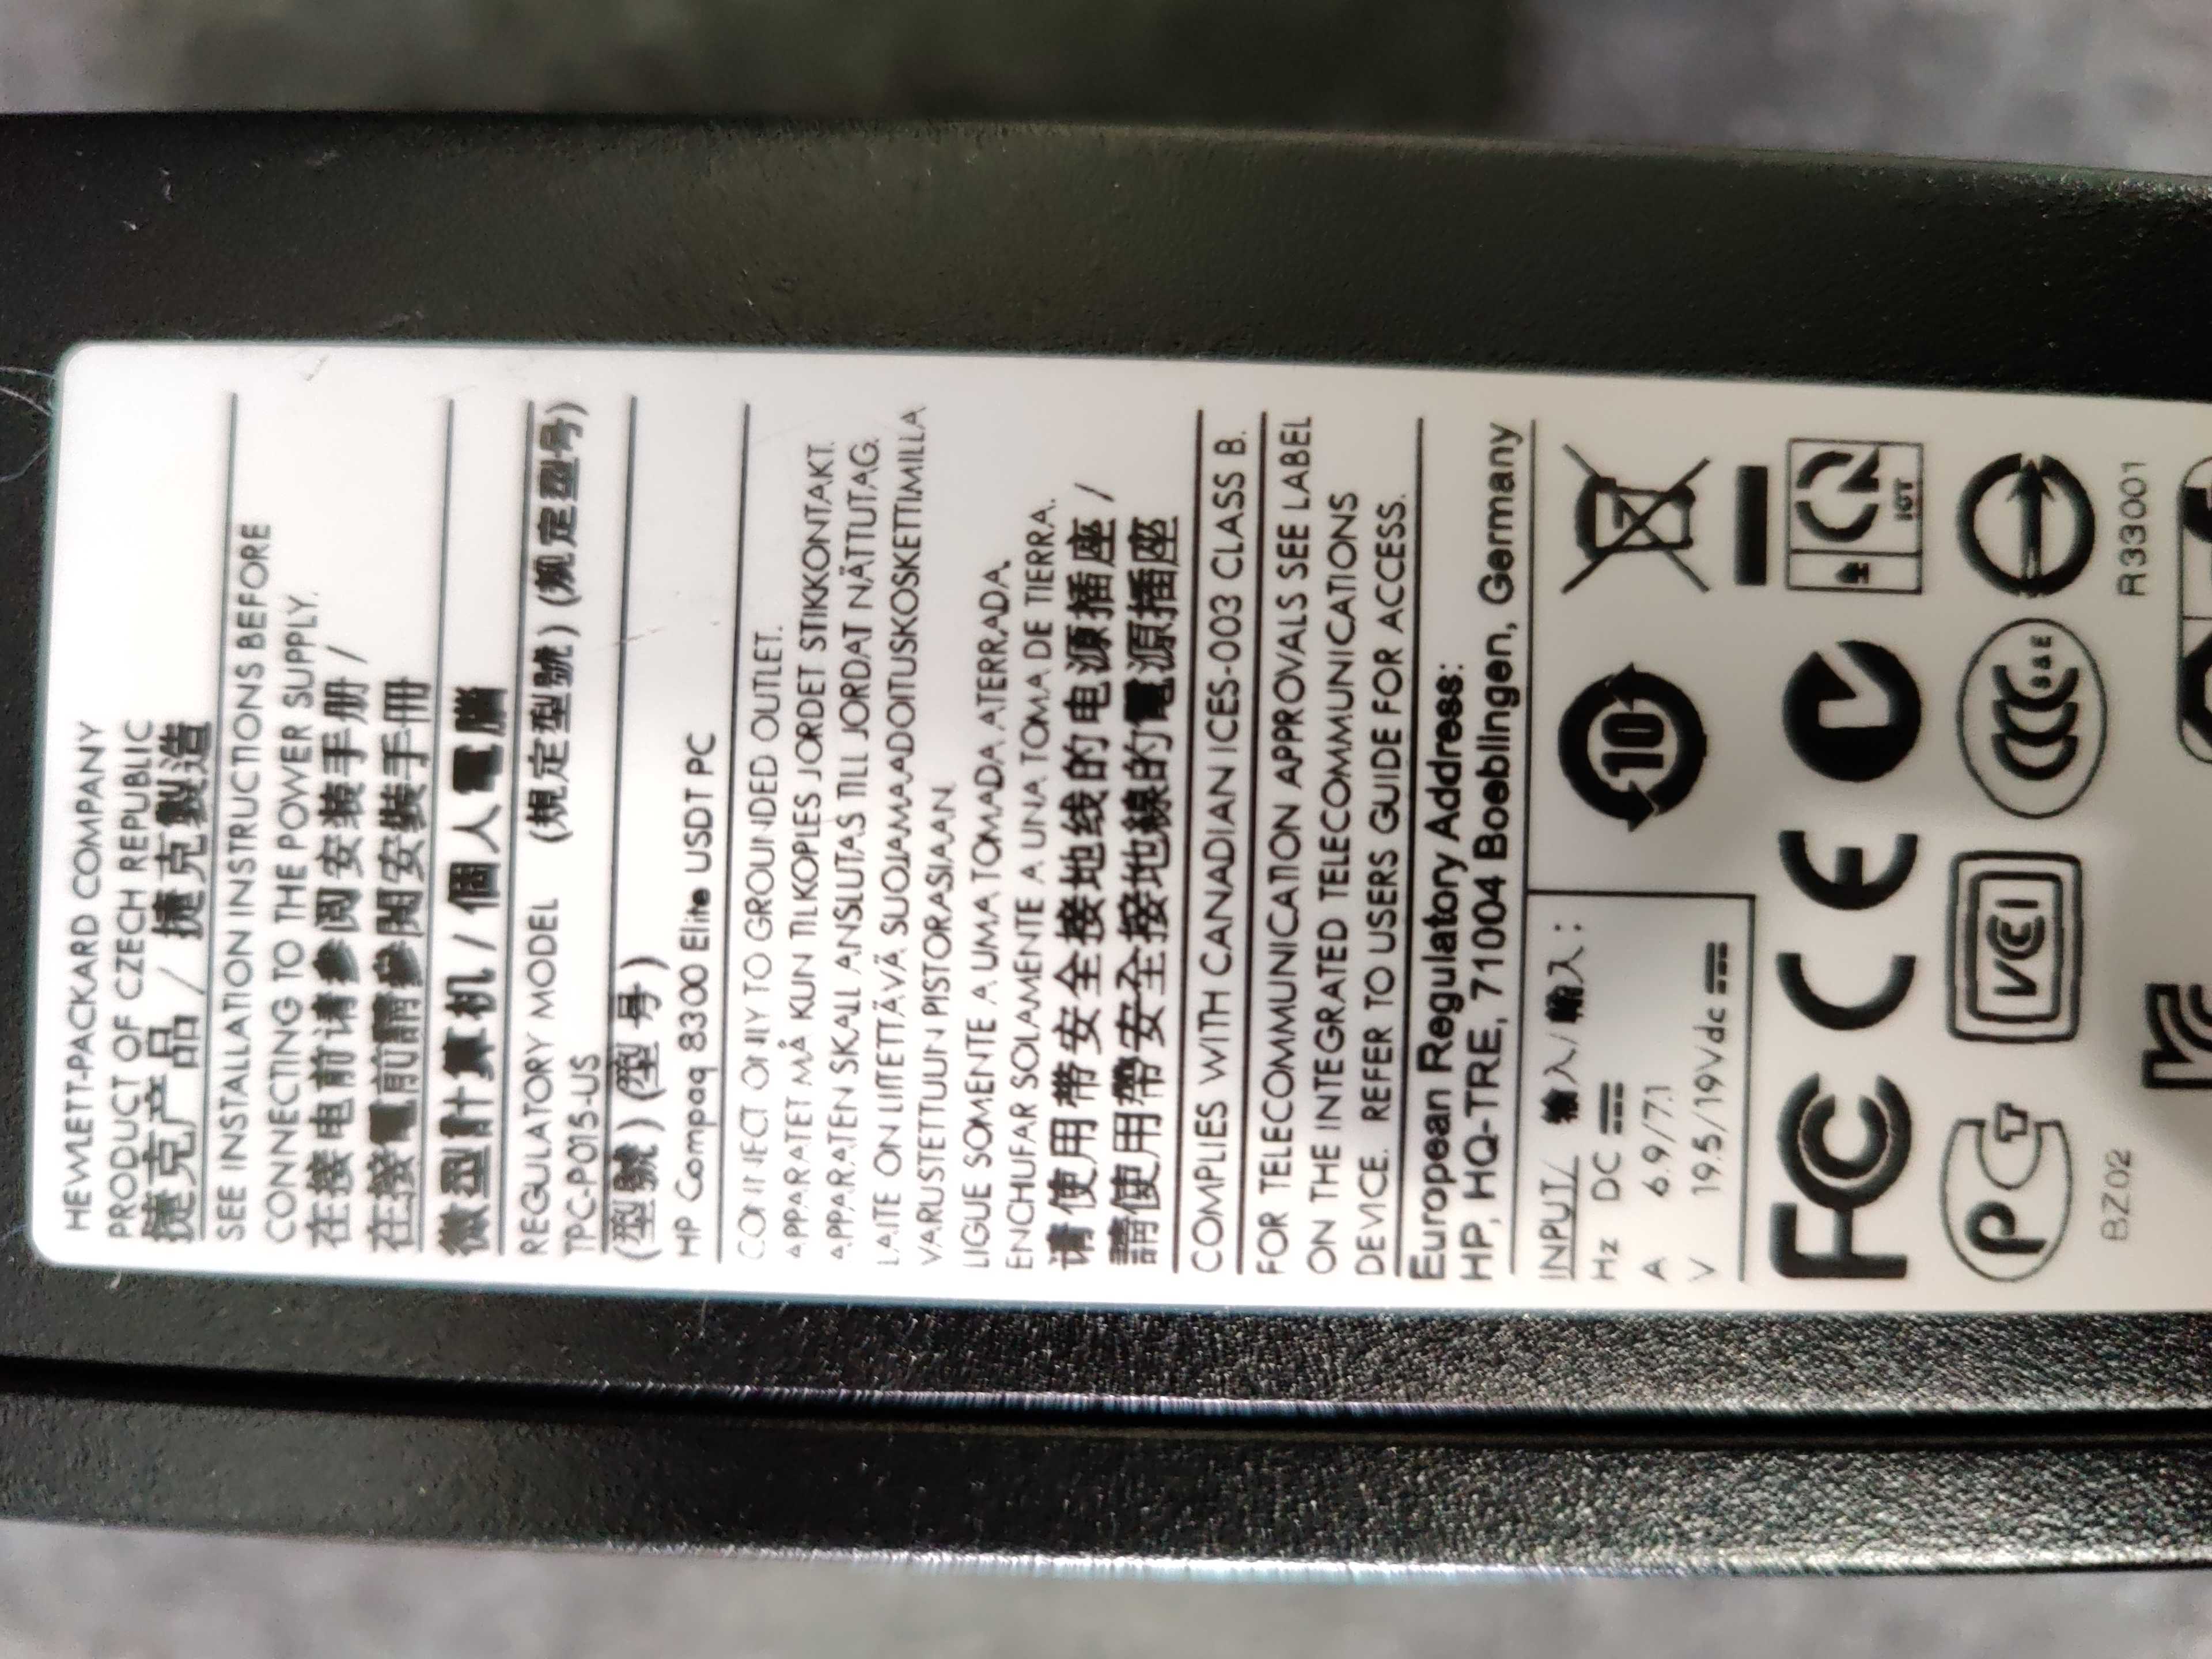 HEWLETT-PACKARD COMPANY
PRODUCT OF CZECH REPUBLIC
捷克产品 / 捷克製造
SEE INSTALLATION INSTRUCTIONS BEFORE
CONNECTING TO THE POWER SUPPLY.
在接电前请参阅安装手册 /
在接電前請參閱安裝手冊
微型計算机 / 個人電腦
REGULATORY MODEL (規定型號) (规定型号)
TPC-P015-US
(型號) (型号)
HP Compaq 8300 Elite USDT PC
CONNECT ONLY TO GROUNDED OUTLET.
APPARATET MÅ KUN TILKOPLES JORDET STIKKONTAKT.
APPARATEN SKALL ANSLUTAS TILL JORDAT NÄTTUTAG.
LAITE ON LIITETTÄVÄ SUOJAMAADOITUSKOSKETTIMILLA
VARUSTETTUUN PISTORASIAAN.
LIGUE SOMENTE A UMA TOMADA ATERRADA.
ENCHUFAR SOLAMENTE A UNA TOMA DE TIERRA.
请使用带安全接地线的电源插座 /
請使用帶安全接地線的電源插座
COMPLIES WITH CANADIAN ICES-003 CLASS B.
FOR TELECOMMUNICATION APPROVALS SEE LABEL
ON THE INTEGRATED TELECOMMUNICATIONS
DEVICE. REFER TO USERS GUIDE FOR ACCESS.
European Regulatory Address:
HP, HQ-TRE, 71004 Boeblingen, Germany
INPUT/ 输入/輸入:
Hz DC
A 6.9/7.1
V 19.5/19Vdc
10
FC CE
IGT
PCT VCI CCC S&E
BZ02 R33001